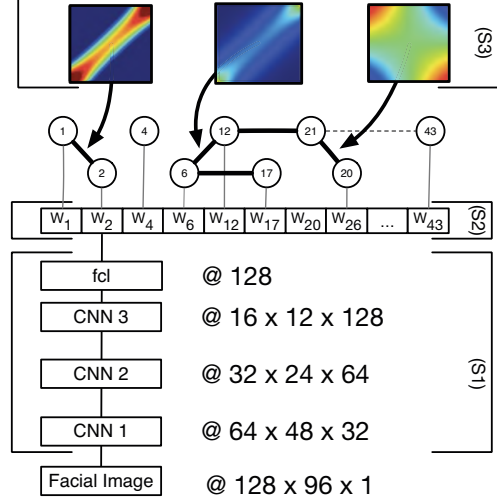 (S3)
1 4 12 21 43
2 6 17 20
W1 W2 W4 W6 W12 W17 W20 W26 ... W43
(S2)
fcl @ 128
CNN 3 @ 16 x 12 x 128
CNN 2 @ 32 x 24 x 64
(S1)
CNN 1 @ 64 x 48 x 32
Facial Image @ 128 x 96 x 1